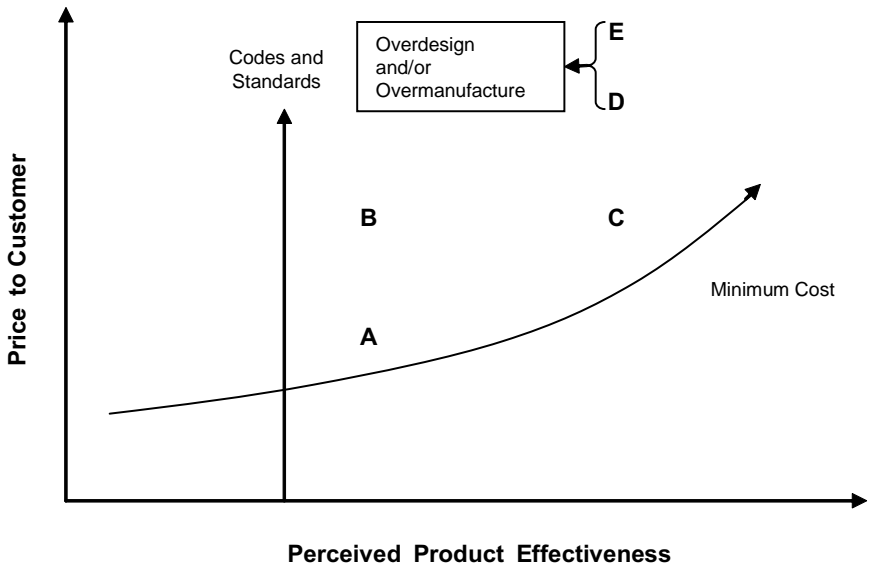 Codes and
Standards
Overdesign
and/or
Overmanufacture
E
D
B
C
A
Minimum Cost
Price to Customer
Perceived Product Effectiveness